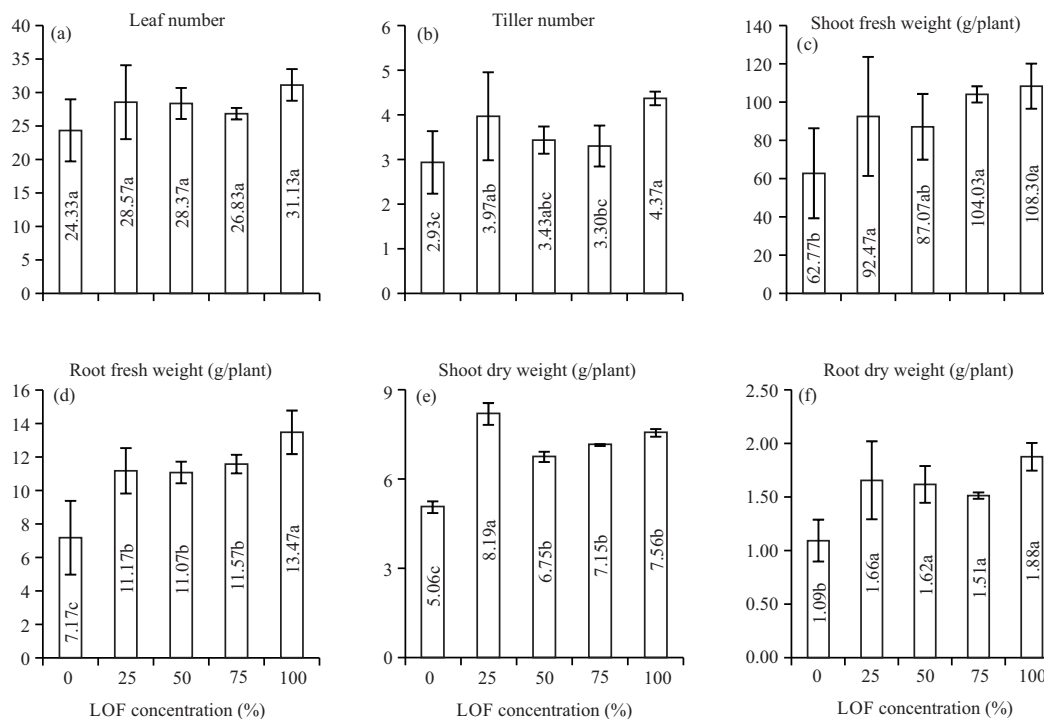 Leaf number
(a)
40
35
30
25
20
15
10
5
0
24.33a
28.57a
28.37a
26.83a
31.13a
Tiller number
(b)
6
5
4
3
2
1
0
2.93c
3.97ab
3.43abc
3.30bc
4.37a
Shoot fresh weight (g/plant)
(c)
140
120
100
80
60
40
20
0
62.77b
92.47a
87.07ab
104.03a
108.30a
Root fresh weight (g/plant)
(d)
16
14
12
10
8
6
4
2
0
7.17c
11.17b
11.07b
11.57b
13.47a
0 25 50 75 100
LOF concentration (%)
Shoot dry weight (g/plant)
(e)
9
6
3
0
5.06c
8.19a
6.75b
7.15b
7.56b
0 25 50 75 100
LOF concentration (%)
Root dry weight (g/plant)
(f)
2.50
2.00
1.50
1.00
0.50
0.00
1.09b
1.66a
1.62a
1.51a
1.88a
0 25 50 75 100
LOF concentration (%)